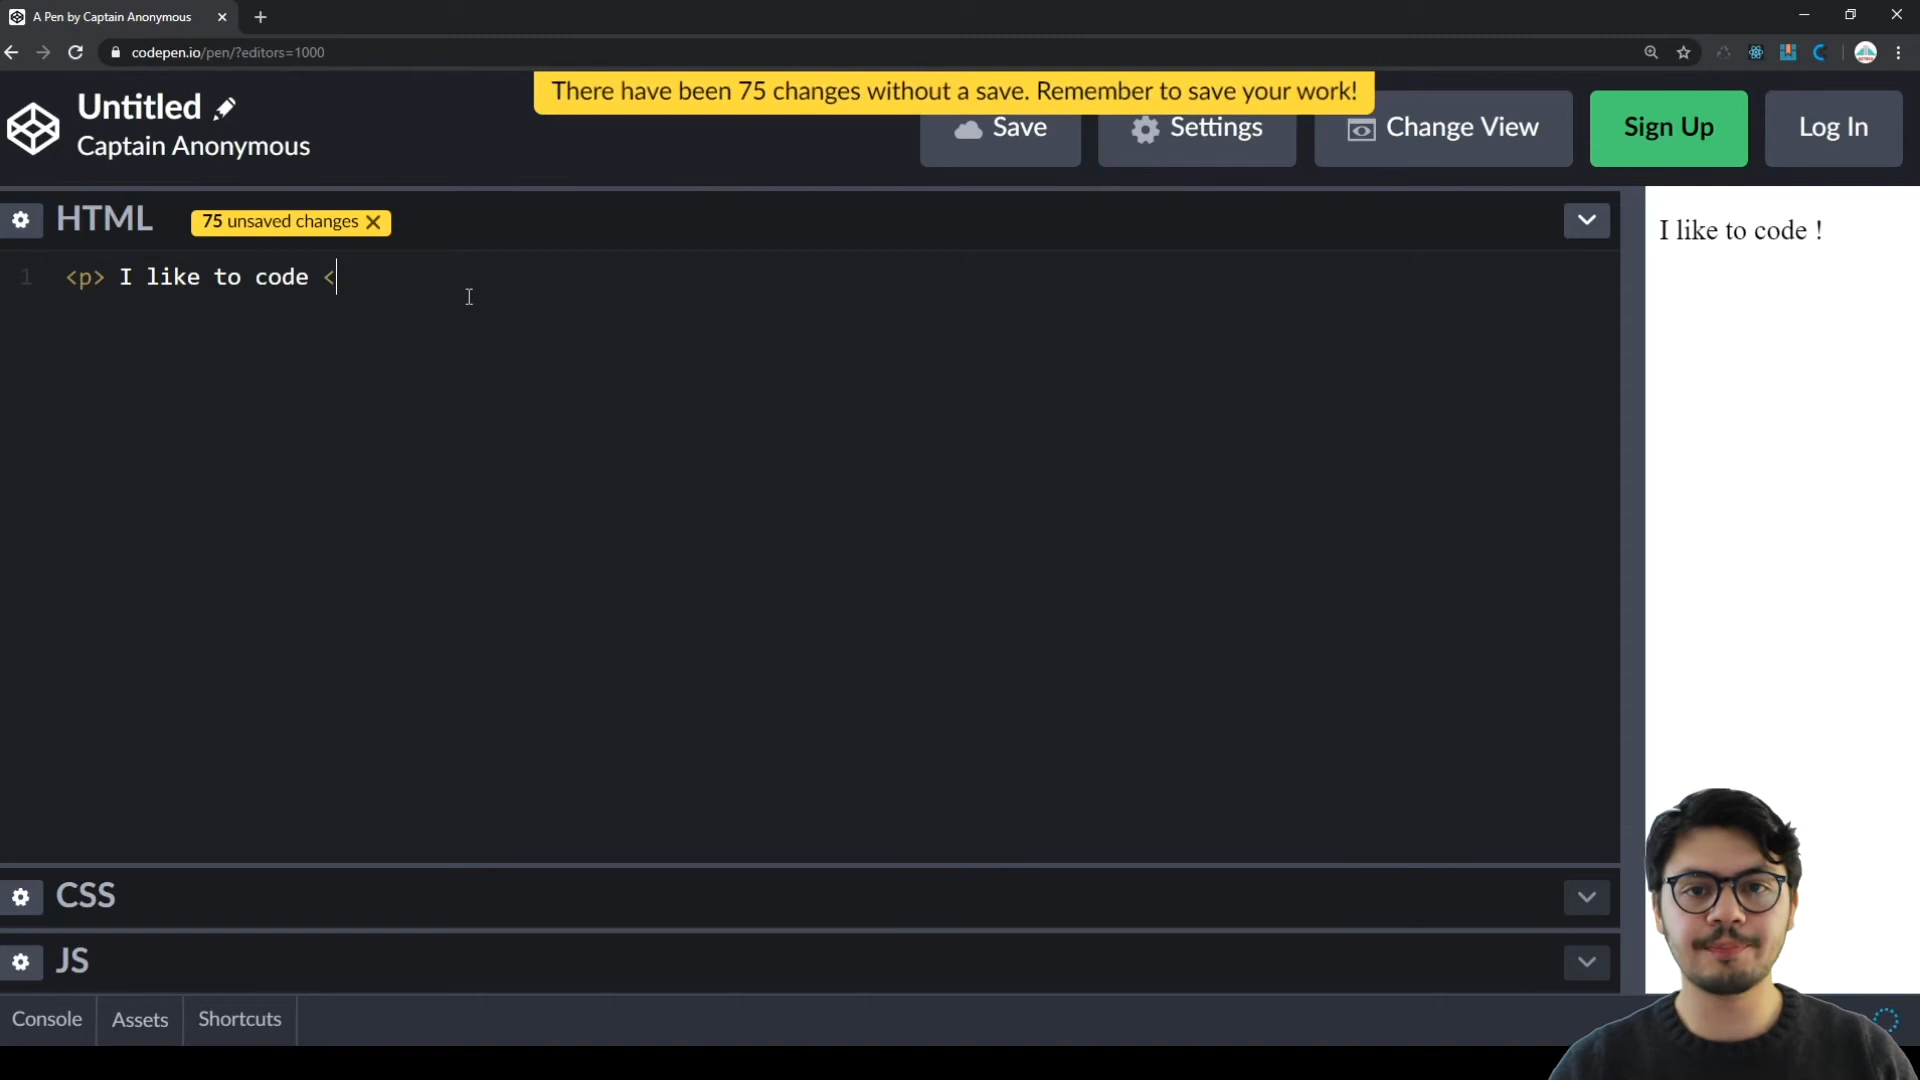 A Pen by Captain Anonymous
codepen.io/pen/?editors=1000
There have been 75 changes without a save. Remember to save your work!
Untitled
Captain Anonymous
Save
Settings
Change View
Sign Up
Log In
HTML
75 unsaved changes
I like to code !
1 <p> I like to code <
CSS
JS
Console
Assets
Shortcuts